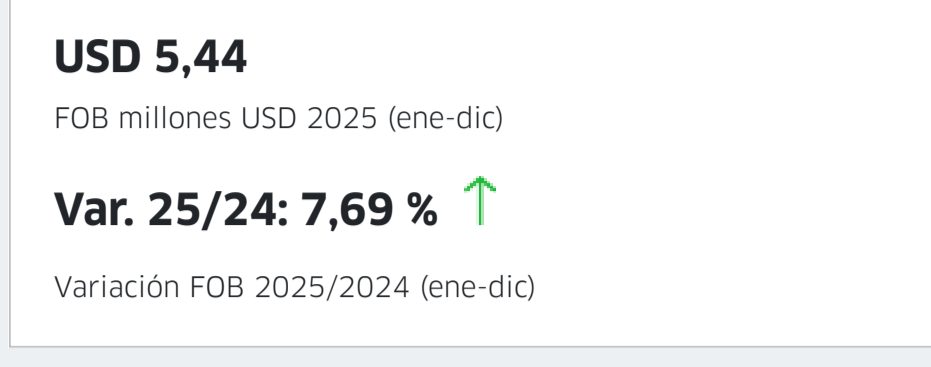 USD 5,44
FOB millones USD 2025 (ene-dic)
Var. 25/24: 7,69 %
Variación FOB 2025/2024 (ene-dic)